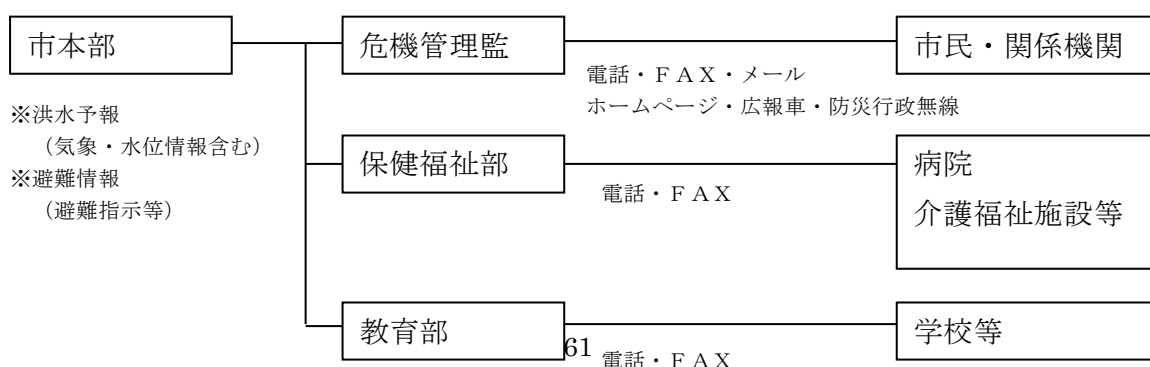 市本部
危機管理監
市民・関係機関
電話・ＦＡＸ・メール
ホームページ・広報車・防災行政無線
※洪水予報
（気象・水位情報含む）
※避難情報
（避難指示等）
保健福祉部
電話・ＦＡＸ
病院
介護福祉施設等
教育部
電話・ＦＡＸ
学校等
61